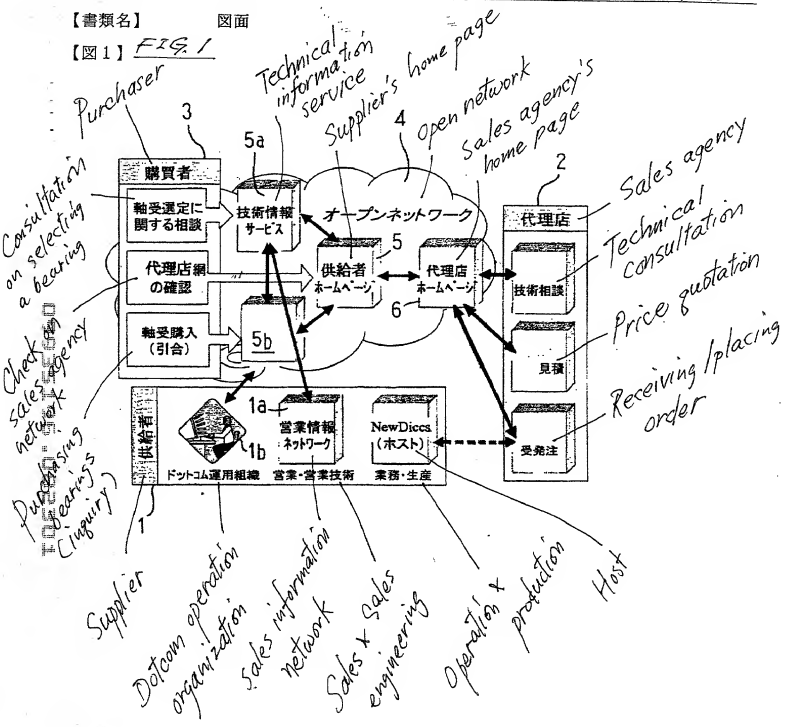 【書類名】 図面
【図1】 FIG. 1
Purchaser
Technical
information
service
Supplier's home page
Open network
Sales agency's
home page
Sales agency
Technical
consultation
Price quotation
Receiving/placing
order
Consultation
on selecting
a bearing
Check on
sales agency
network
Purchasing
bearings
(inquiry)
3
5a
4
2
購買者
軸受選定に
関する相談
代理店網
の確認
軸受購入
(引合)
技術情報
サービス
オープンネットワーク
供給者
ホームページ
5
代理店
ホームページ
6
5b
代理店
技術相談
見積
受発注
供給者
1
1b
ドットコム運用組織
1a
営業情報
ネットワーク
営業・営業技術
NewDiccs
(ホスト)
業務・生産
Supplier
Dotcom operation
organization
Sales information
network
Sales & Sales
engineering
Operation &
production
Host